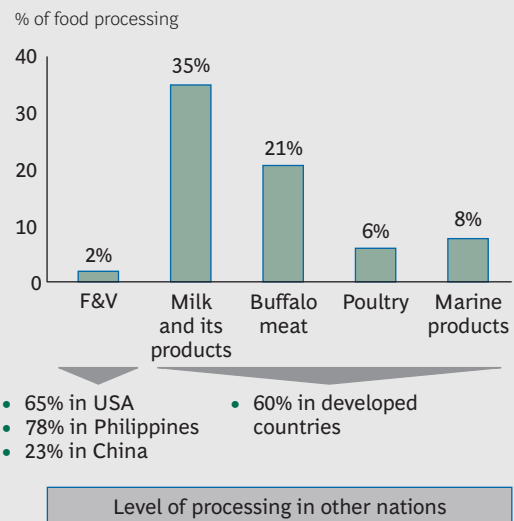 % of food processing
40
30
20
10
0
2%
35%
21%
6%
8%
F&V
Milk
and its
products
Buffalo
meat
Poultry
Marine
products
• 65% in USA
• 78% in Philippines
• 23% in China
• 60% in developed
countries
Level of processing in other nations